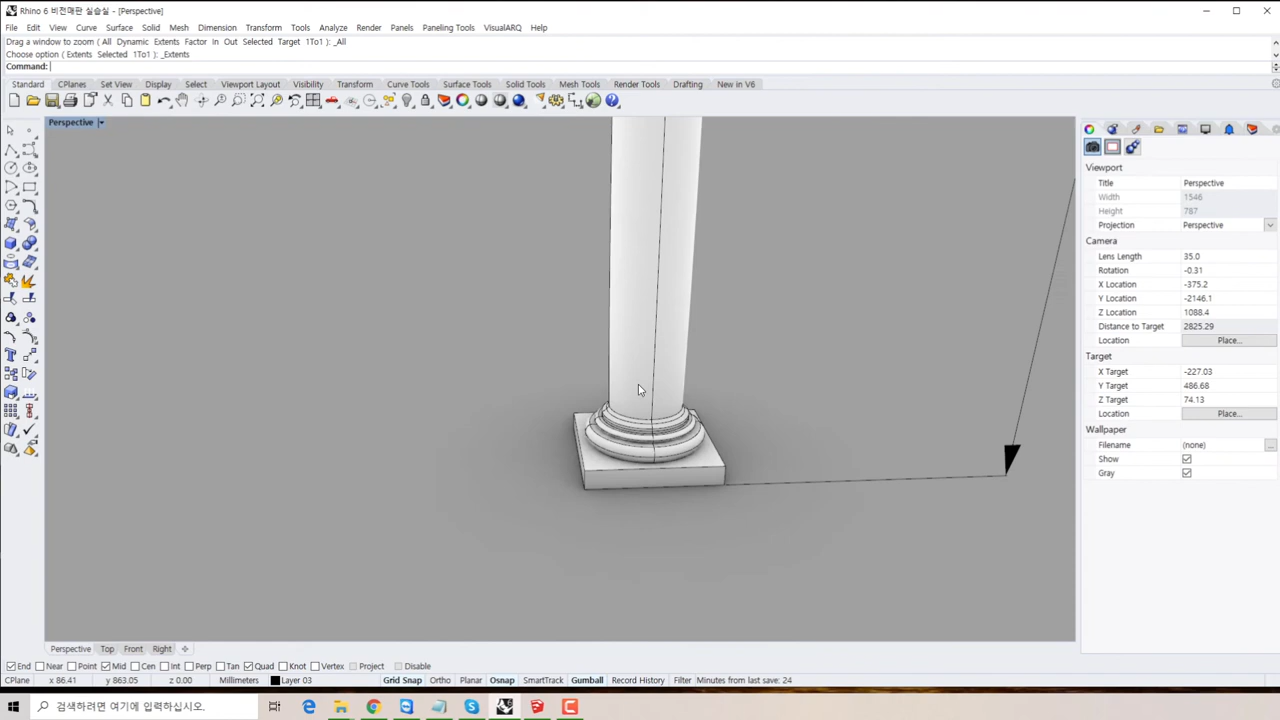 Rhino 6 비전매판 실습실 - [Perspective]
File Edit View Curve Surface Solid Mesh Dimension Transform Tools Analyze Render Panels Paneling Tools VisualARQ Help
Drag a window to zoom ( All Dynamic Extents Factor In Out Selected Target 1To1 ): _All
Choose option ( Extents Selected 1To1 ): _Extents
Command:
Standard CPlanes Set View Display Select Viewport Layout Visibility Transform Curve Tools Surface Tools Solid Tools Mesh Tools Render Tools Drafting New in V6
Perspective
Viewport
Title Perspective
Width 1546
Height 787
Projection Perspective
Camera
Lens Length 35.0
Rotation -0.31
X Location -375.2
Y Location -2146.1
Z Location 1088.4
Distance to Target 2825.29
Location Place...
Target
X Target -227.03
Y Target 486.68
Z Target 74.13
Location Place...
Wallpaper
Filename (none) ...
Show
Gray
Perspective Top Front Right
End Near Point Mid Cen Int Perp Tan Quad Knot Vertex Project Disable
CPlane x 86.41 y 863.05 z 0.00 Millimeters Layer 03 Grid Snap Ortho Planar Osnap SmartTrack Gumball Record History Filter Minutes from last save: 24
검색하려면 여기에 입력하십시오.